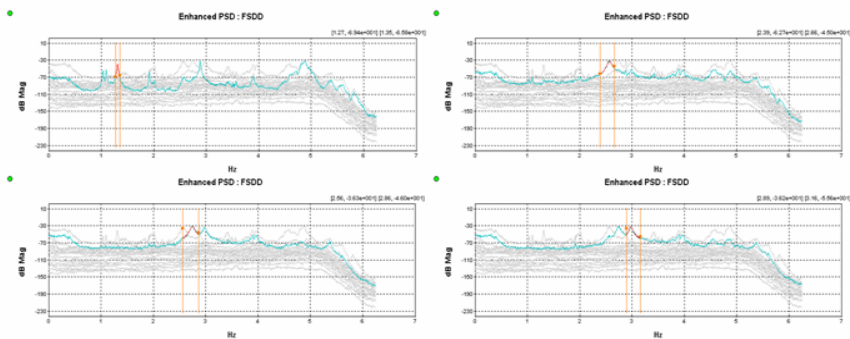 Enhanced PSD : FSDD
[1.27, -6.94e+001] [1.35, -6.58e+001]
10
-30
-70
-110
-150
-190
-230
dB Mag
0 1 2 3 4 5 6 7
Hz
Enhanced PSD : FSDD
[2.39, -6.27e+001] [2.66, -4.50e+001]
10
-30
-70
-110
-150
-190
-230
dB Mag
0 1 2 3 4 5 6 7
Hz
Enhanced PSD : FSDD
[2.56, -3.63e+001] [2.86, -4.60e+001]
10
-30
-70
-110
-150
-190
-230
dB Mag
0 1 2 3 4 5 6 7
Hz
Enhanced PSD : FSDD
[2.89, -3.62e+001] [3.16, -5.56e+001]
10
-30
-70
-110
-150
-190
-230
dB Mag
0 1 2 3 4 5 6 7
Hz